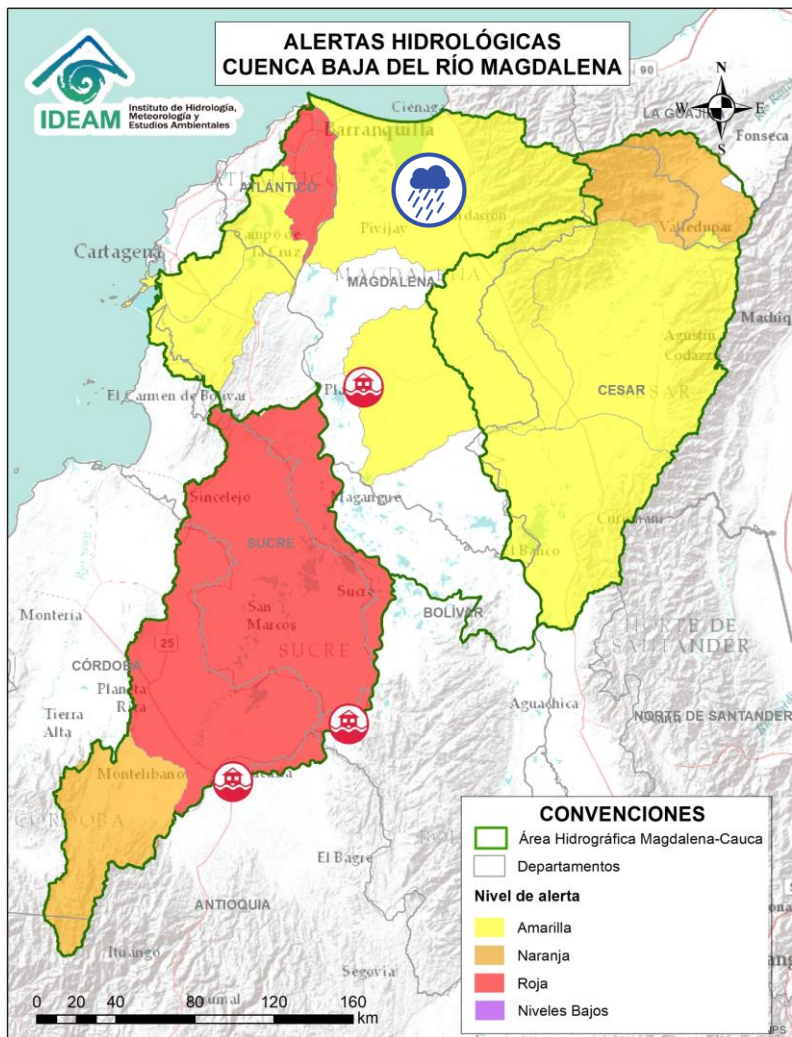 ALERTAS HIDROLÓGICAS
CUENCA BAJA DEL RÍO MAGDALENA
IDEAM
Instituto de Hidrología,
Meteorología y
Estudios Ambientales
90
N
W E
S
Ciénaga
LA GUAJIRA
Fonseca
Barranquilla
ATLÁNTICO
Pivijay
Valledupar
Cartagena
Campo de
la Cruz
MAGDALENA
MAGDALENA
Agustín
Codazzi
CESAR
El Carmen de Bolívar
Sincelejo
Magangue
SUCRE
El Banco
Sucre
BOLÍVAR
Montería
San
Marcos
SUCRE
NORTE DE
SANTANDER
25
CÓRDOBA
Planeta
Rica
Aguachica
NORTE DE SANTANDER
Tierra
Alta
Montelibano
CÓRDOBA
El Bagre
ANTIOQUIA
Ituango
Segovia
CONVENCIONES
Área Hidrográfica Magdalena-Cauca
Departamentos
Nivel de alerta
Amarilla
Naranja
Roja
Niveles Bajos
0 20 40 80 120 160
km